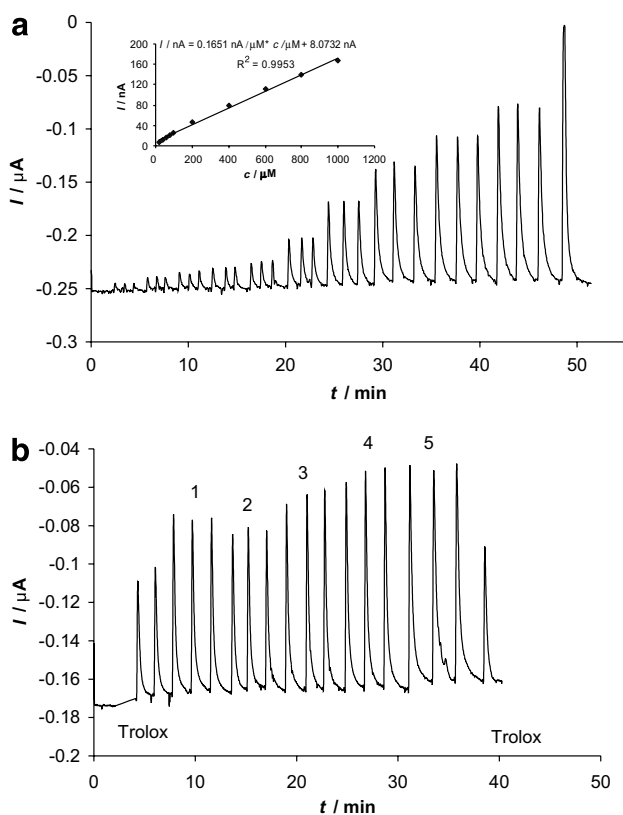 a
I / nA = 0.1651 nA /µM* c /µM + 8.0732 nA
R² = 0.9953
I / nA
200
160
120
80
40
0
0 200 400 600 800 1000 1200
c / µM
I / µA
0
-0.05
-0.1
-0.15
-0.2
-0.25
-0.3
0 10 20 30 40 50
t / min
b
I / µA
-0.04
-0.06
-0.08
-0.1
-0.12
-0.14
-0.16
-0.18
-0.2
1 2 3 4 5
Trolox Trolox
0 10 20 30 40 50
t / min